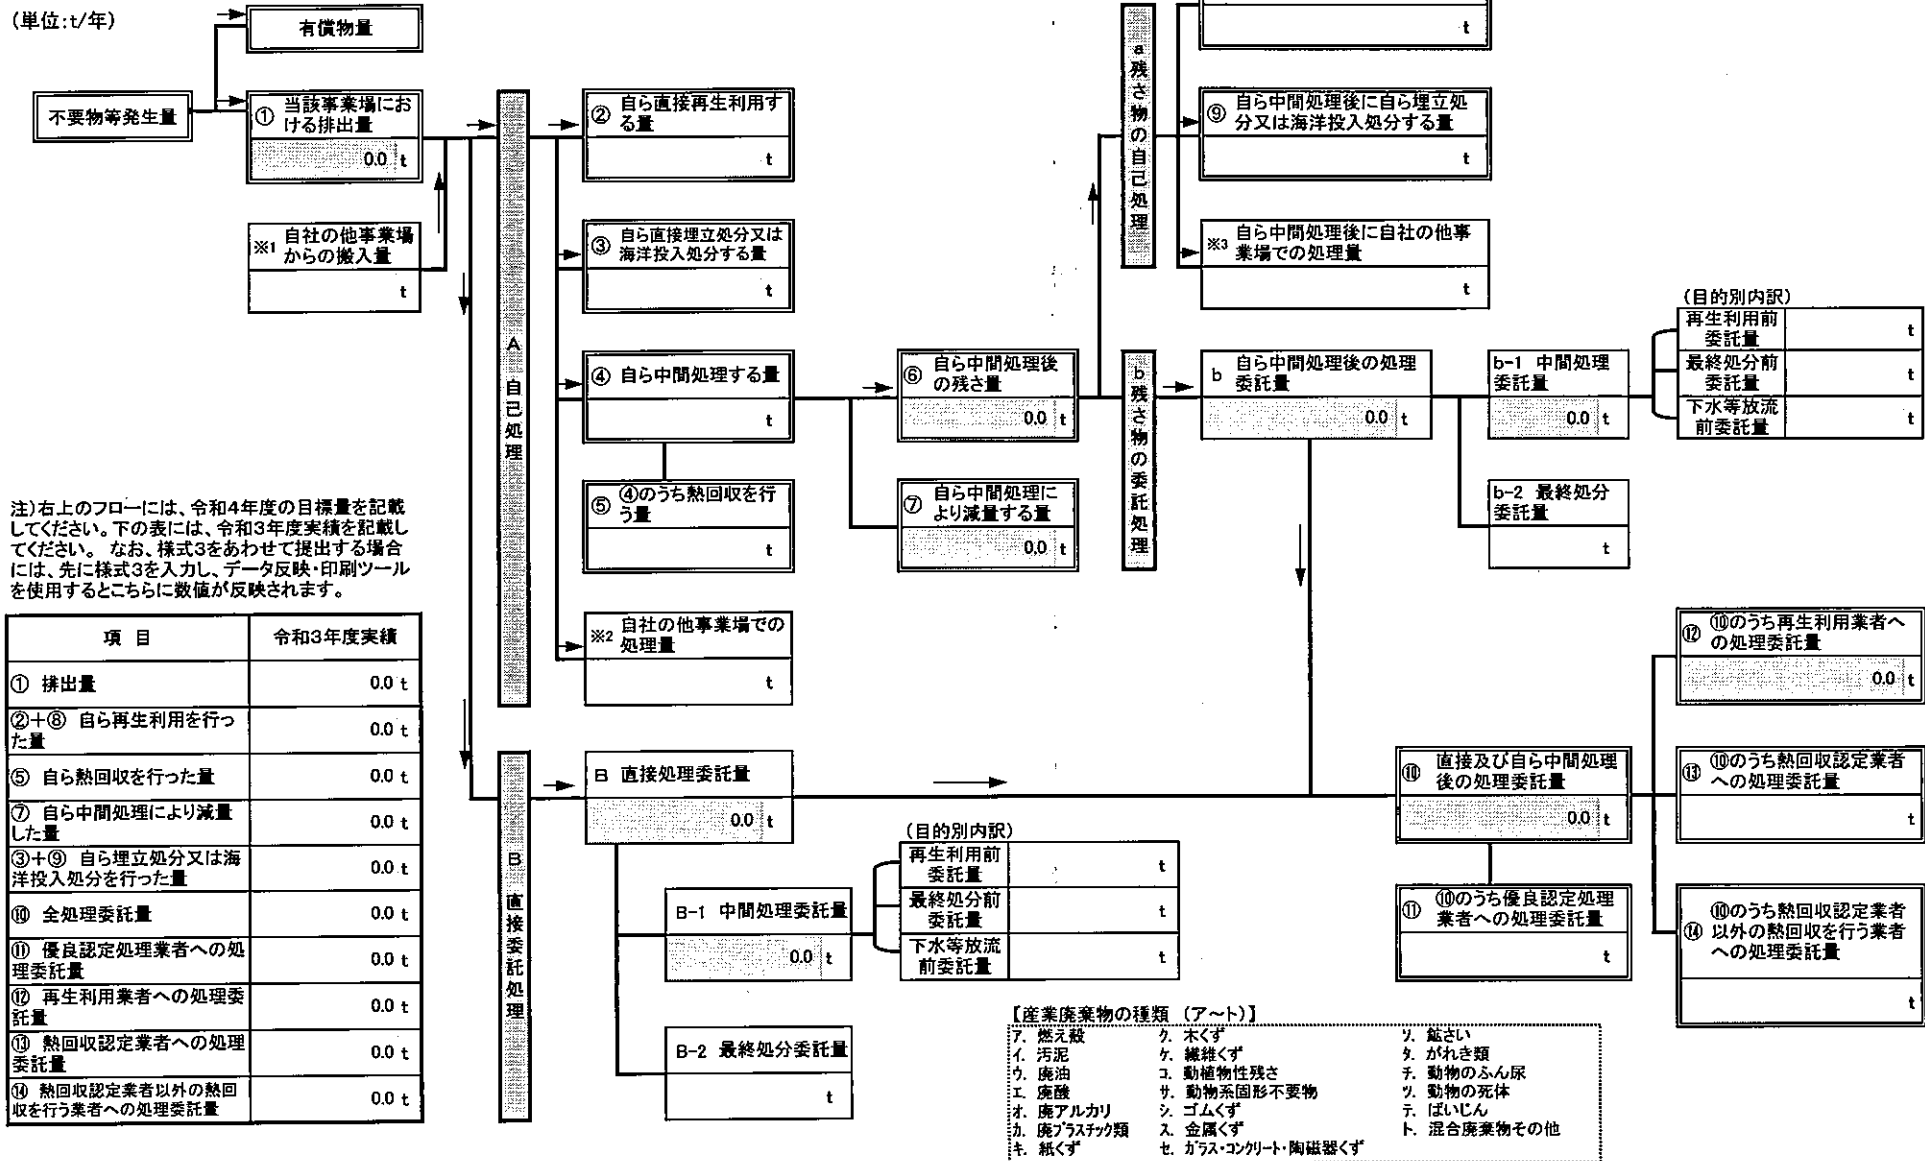 (単位:t/年)
有償物量
不要物等発生量
① 当該事業場にお
ける排出量
0.0 t
※1 自社の他事業場
からの搬入量
t
A 自己処理
② 自ら直接再生利用す
る量
t
③ 自ら直接埋立処分又は
海洋投入処分する量
t
④ 自ら中間処理する量
t
⑤ ④のうち熱回収を行
う量
t
※2 自社の他事業場での
処理量
t
⑥ 自ら中間処理後
の残さ量
0.0 t
⑦ 自ら中間処理に
より減量する量
0.0 t
a 残さ物の自己処理
t
⑨ 自ら中間処理後に自ら埋立処
分又は海洋投入処分する量
t
※3 自ら中間処理後に自社の他事
業場での処理量
t
b 残さ物の委託処理
b 自ら中間処理後の処理
委託量
0.0 t
b-1 中間処理
委託量
0.0 t
b-2 最終処分
委託量
t
(目的別内訳)
再生利用前
委託量 t
最終処分前
委託量 t
下水等放流
前委託量 t
注)右上のフローには、令和4年度の目標量を記載
してください。下の表には、令和3年度実績を記載し
てください。 なお、様式3をあわせて提出する場合
には、先に様式3を入力し、データ反映・印刷ツール
を使用するとこちらに数値が反映されます。
項 目 令和3年度実績
① 排出量 0.0 t
②+⑧ 自ら再生利用を行っ
た量 0.0 t
⑤ 自ら熱回収を行った量 0.0 t
⑦ 自ら中間処理により減量
した量 0.0 t
③+⑨ 自ら埋立処分又は海
洋投入処分を行った量 0.0 t
⑩ 全処理委託量 0.0 t
⑪ 優良認定処理業者への処
理委託量 0.0 t
⑫ 再生利用業者への処理委
託量 0.0 t
⑬ 熱回収認定業者への処理
委託量 0.0 t
⑭ 熱回収認定業者以外の熱回
収を行う業者への処理委託量 0.0 t
B 直接委託処理
B 直接処理委託量
0.0 t
B-1 中間処理委託量
0.0 t
B-2 最終処分委託量
t
(目的別内訳)
再生利用前
委託量 t
最終処分前
委託量 t
下水等放流
前委託量 t
⑩ 直接及び自ら中間処理
後の処理委託量
0.0 t
⑪ ⑩のうち優良認定処理
業者への処理委託量
t
⑫ ⑩のうち再生利用業者へ
の処理委託量
0.0 t
⑬ ⑩のうち熱回収認定業者
への処理委託量
t
⑭ ⑩のうち熱回収認定業者
以外の熱回収を行う業者
への処理委託量
t
【産業廃棄物の種類 (ア~ト)】
ア. 燃え殻
イ. 汚泥
ウ. 廃油
エ. 廃酸
オ. 廃アルカリ
カ. 廃プラスチック類
キ. 紙くず
ク. 木くず
ケ. 繊維くず
コ. 動植物性残さ
サ. 動物系固形不要物
シ. ゴムくず
ス. 金属くず
セ. ガラス・コンクリート・陶磁器くず
ソ. 鉱さい
タ. がれき類
チ. 動物のふん尿
ツ. 動物の死体
テ. ばいじん
ト. 混合廃棄物その他